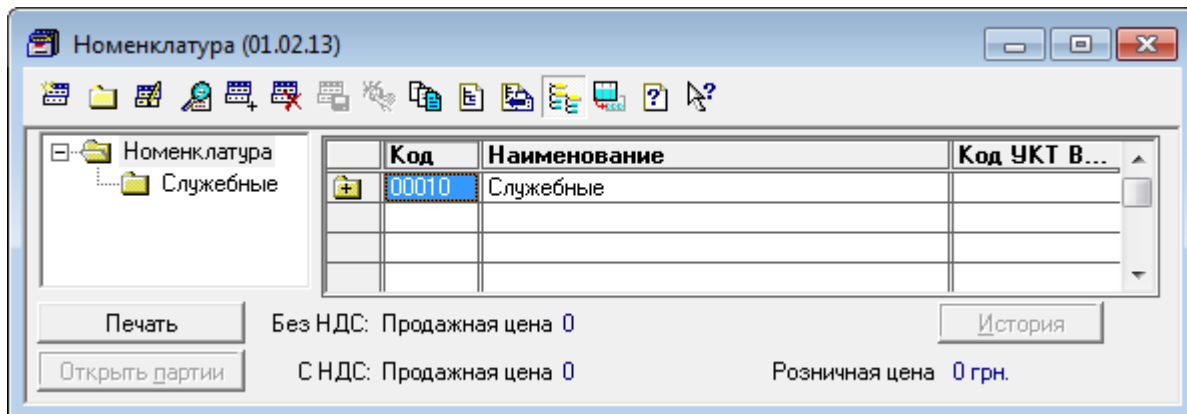 Номенклатура (01.02.13)
Номенклатура
Служебные
Код Наименование Код УКТ В...
00010 Служебные
Печать Без НДС: Продажная цена 0 История
Открыть партии С НДС: Продажная цена 0 Розничная цена 0 грн.